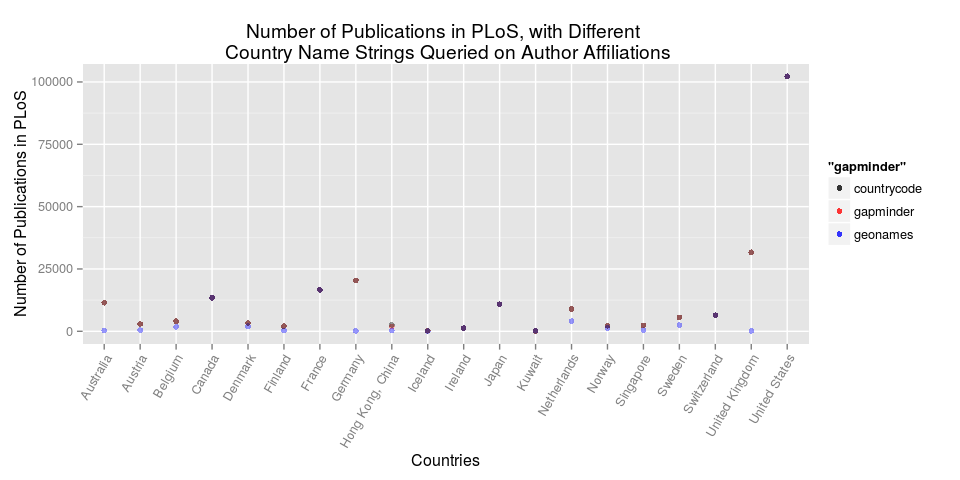 Number of Publications in PLoS, with Different
Country Name Strings Queried on Author Affiliations
Number of Publications in PLoS
100000
75000
50000
25000
0
Australia
Austria
Belgium
Canada
Denmark
Finland
France
Germany
Hong Kong, China
Iceland
Ireland
Japan
Kuwait
Netherlands
Norway
Singapore
Sweden
Switzerland
United Kingdom
United States
Countries
"gapminder"
countrycode
gapminder
geonames